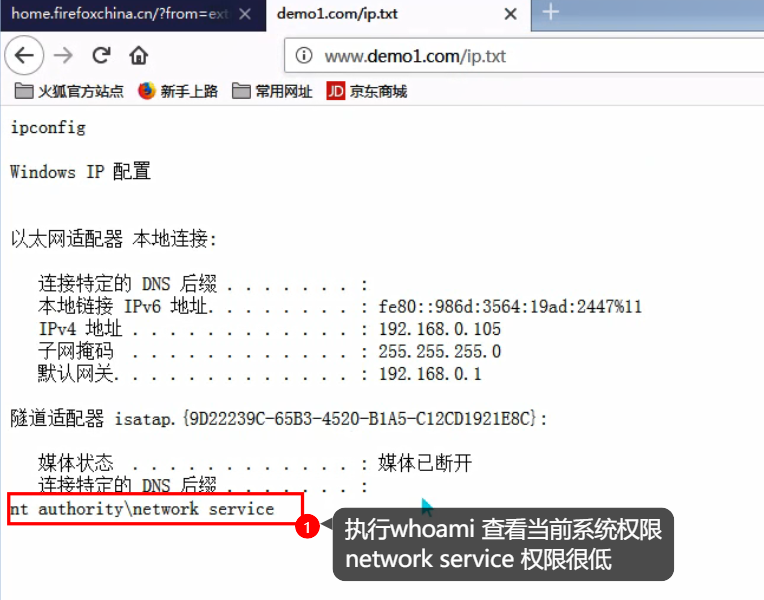 home.firefoxchina.cn/?from=ext
demo1.com/ip.txt
www.demo1.com/ip.txt
火狐官方站点 新手上路 常用网址 JD 京东商城
ipconfig
Windows IP 配置
以太网适配器 本地连接:
连接特定的 DNS 后缀 . . . . . . . :
本地链接 IPv6 地址. . . . . . . . : fe80::986d:3564:19ad:2447%11
IPv4 地址 . . . . . . . . . . . . : 192.168.0.105
子网掩码 . . . . . . . . . . . . : 255.255.255.0
默认网关. . . . . . . . . . . . . : 192.168.0.1
隧道适配器 isatap.{9D22239C-65B3-4520-B1A5-C12CD1921E8C}:
媒体状态 . . . . . . . . . . . . : 媒体已断开
连接特定的 DNS 后缀 . . . . . . . :
nt authority\network service
1
执行whoami 查看当前系统权限
network service 权限很低